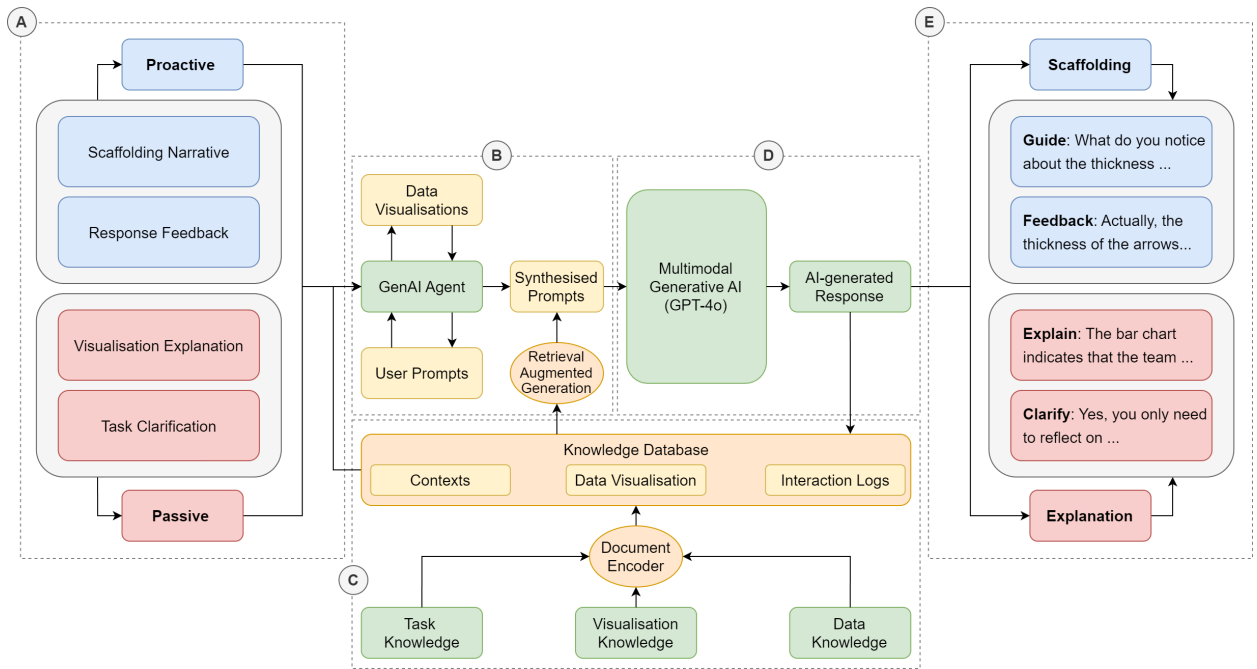 A
Proactive
Scaffolding Narrative
Response Feedback
Visualisation Explanation
Task Clarification
Passive
B
Data
Visualisations
GenAI Agent
User Prompts
Synthesised
Prompts
Retrieval
Augmented
Generation
D
Multimodal
Generative AI
(GPT-4o)
AI-generated
Response
C
Knowledge Database
Contexts
Data Visualisation
Interaction Logs
Document
Encoder
Task
Knowledge
Visualisation
Knowledge
Data
Knowledge
E
Scaffolding
Guide: What do you notice
about the thickness ...
Feedback: Actually, the
thickness of the arrows...
Explain: The bar chart
indicates that the team ...
Clarify: Yes, you only need
to reflect on ...
Explanation